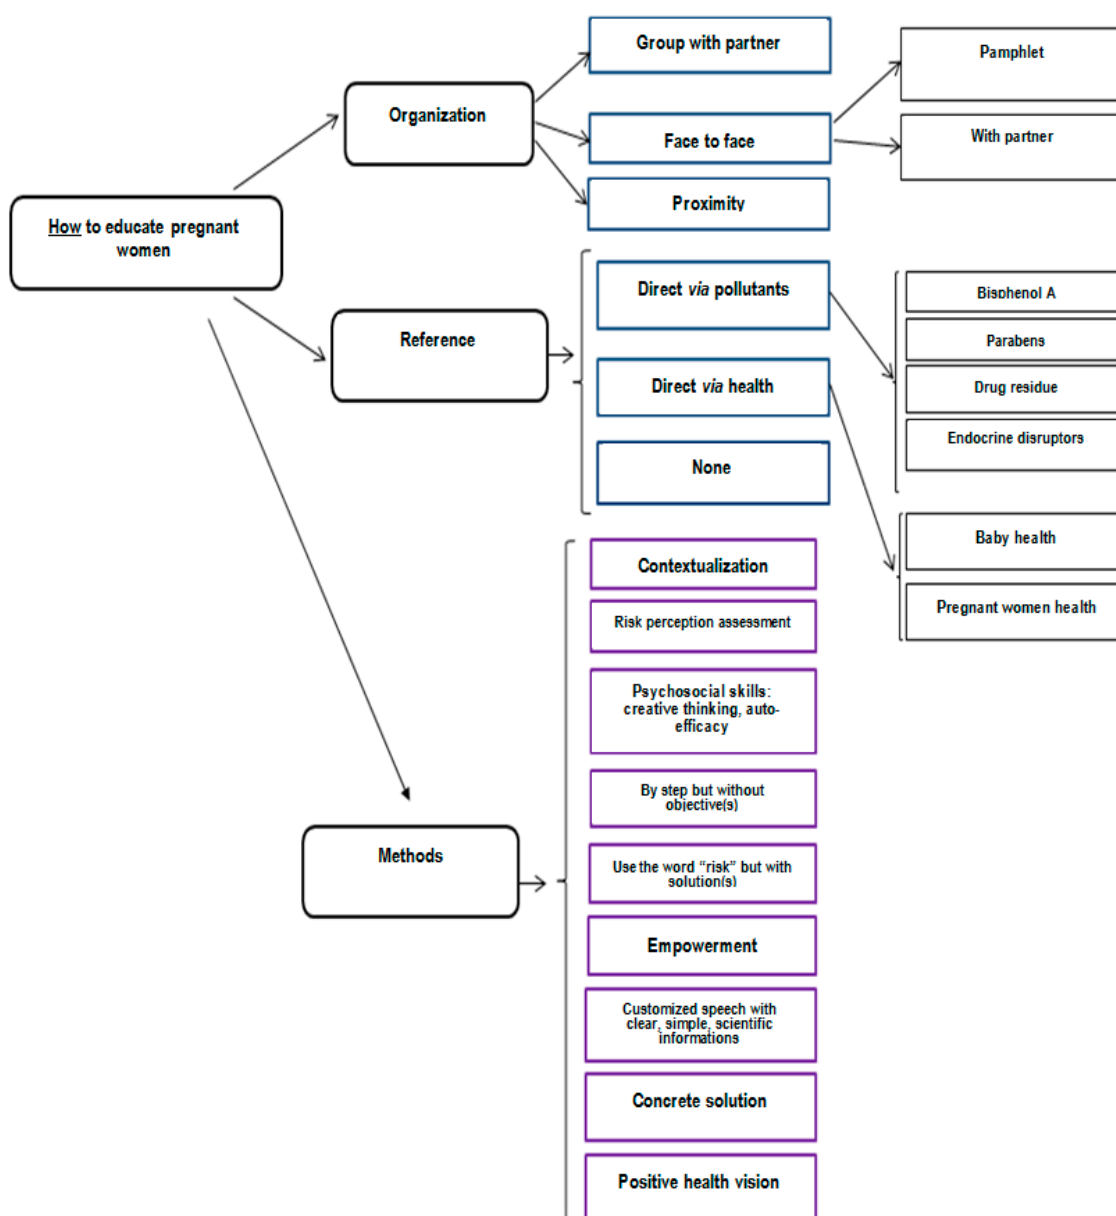 How to educate pregnant
women
Organization
Group with partner
Face to face
Proximity
Pamphlet
With partner
Reference
Direct via pollutants
Direct via health
None
Bisphenol A
Parabens
Drug residue
Endocrine disruptors
Baby health
Pregnant women health
Methods
Contextualization
Risk perception assessment
Psychosocial skills:
creative thinking, auto-
efficacy
By step but without
objective(s)
Use the word “risk” but with
solution(s)
Empowerment
Customized speech with
clear, simple, scientific
informations
Concrete solution
Positive health vision